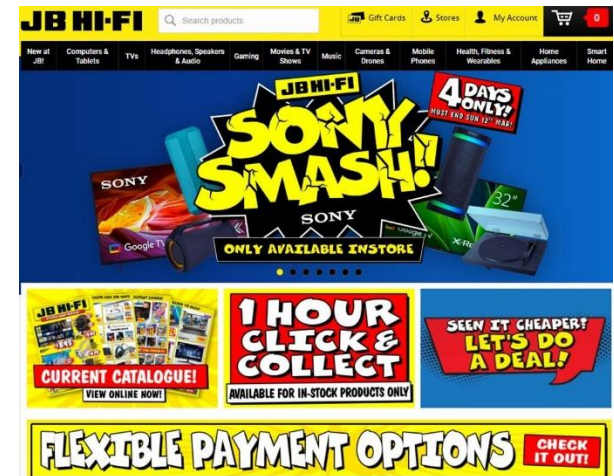 JB HI-FI
Search products
Gift Cards
Stores
My Account
0
New at JB!
Computers & Tablets
TVs
Headphones, Speakers & Audio
Gaming
Movies & TV Shows
Music
Cameras & Drones
Mobile Phones
Health, Fitness & Wearables
Home Appliances
Smart Home
JB HI-FI
SONY
SMASH!!
4 DAYS
ONLY!
MUST END SUN 12TH MAR!
SONY
Google TV
32"
SONY
ONLY AVAILABLE INSTORE
JB HI-FI
CURRENT CATALOGUE!
VIEW ONLINE NOW!
1 HOUR
CLICK &
COLLECT
AVAILABLE FOR IN-STOCK PRODUCTS ONLY
SEEN IT CHEAPER?
LET'S DO
A DEAL!
FLEXIBLE PAYMENT OPTIONS
CHECK
IT OUT!